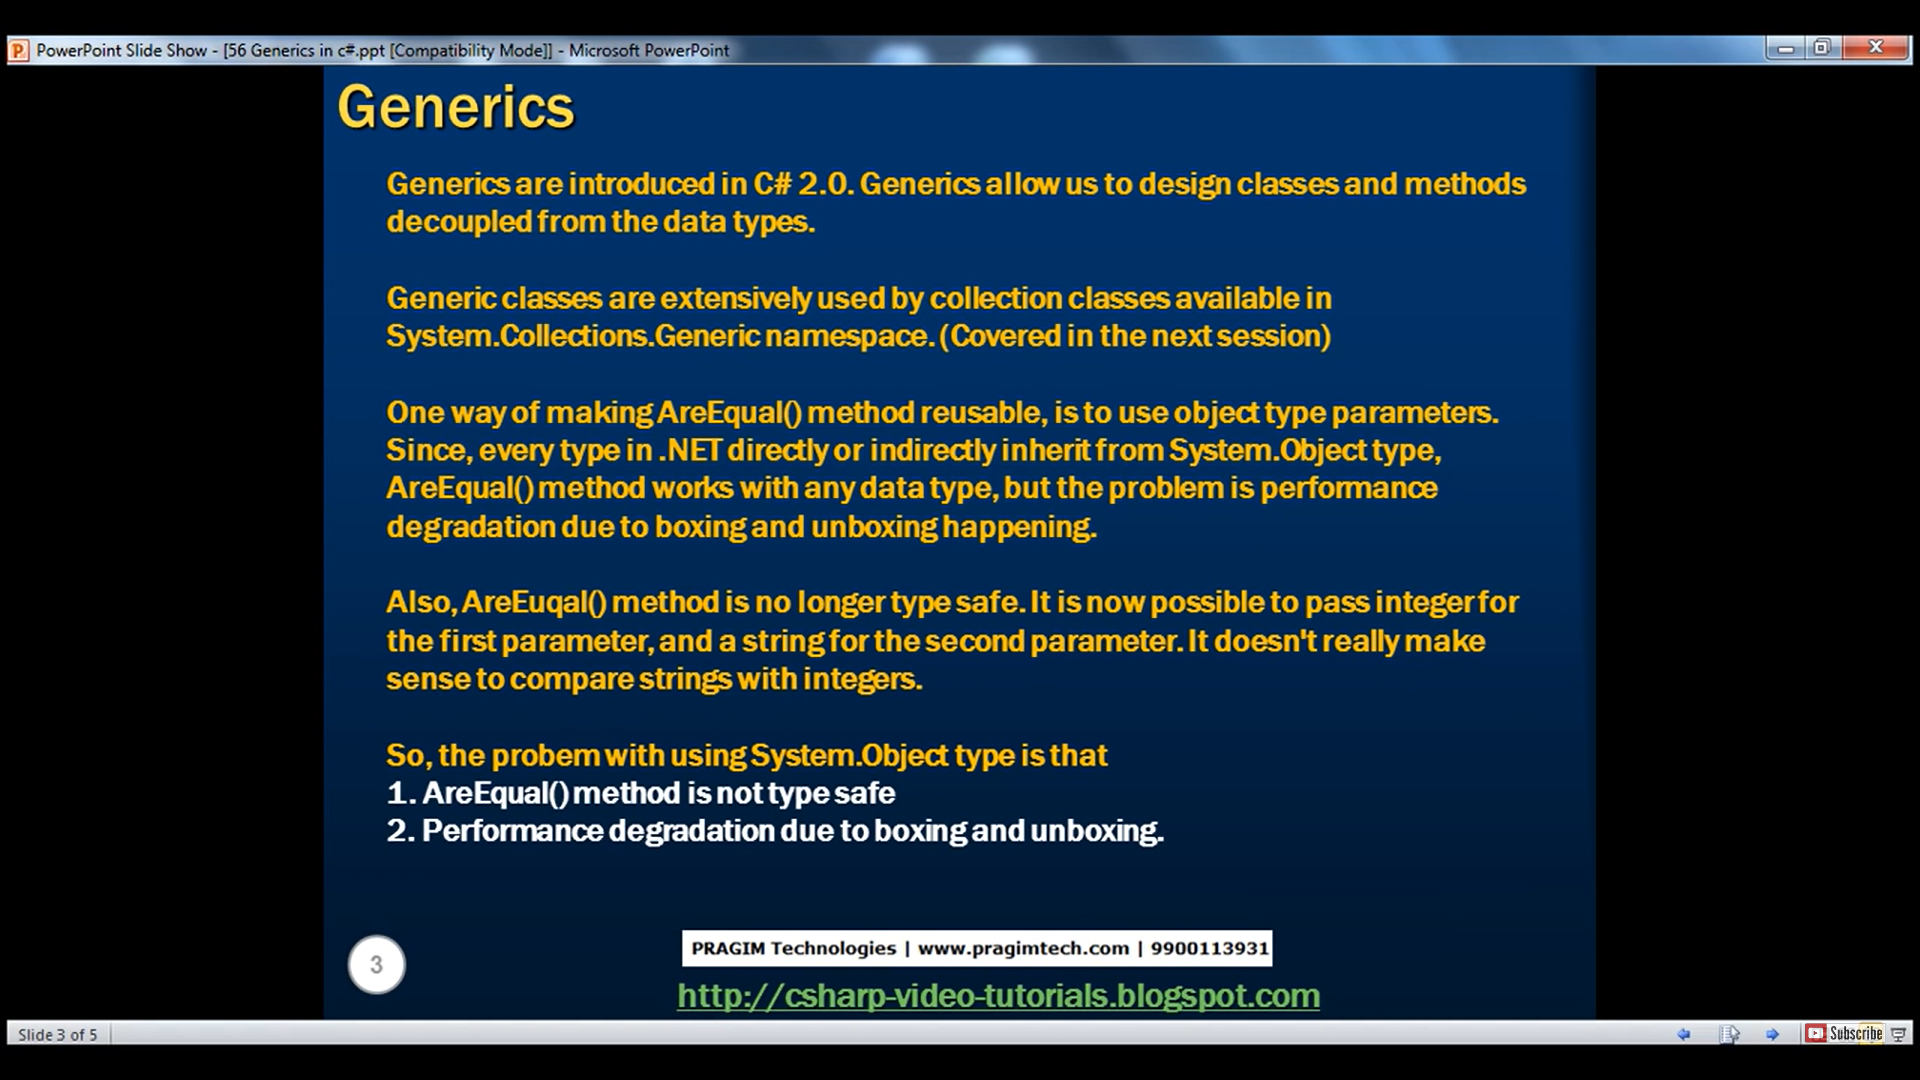 PowerPoint Slide Show - [56 Generics in c#.ppt [Compatibility Mode]] - Microsoft PowerPoint
Generics
Generics are introduced in C# 2.0. Generics allow us to design classes and methods
decoupled from the data types.
Generic classes are extensively used by collection classes available in
System.Collections.Generic namespace. (Covered in the next session)
One way of making AreEqual() method reusable, is to use object type parameters.
Since, every type in .NET directly or indirectly inherit from System.Object type,
AreEqual() method works with any data type, but the problem is performance
degradation due to boxing and unboxing happening.
Also, AreEuqal() method is no longer type safe. It is now possible to pass integer for
the first parameter, and a string for the second parameter. It doesn't really make
sense to compare strings with integers.
So, the probem with using System.Object type is that
1. AreEqual() method is not type safe
2. Performance degradation due to boxing and unboxing.
3
PRAGIM Technologies | www.pragimtech.com | 9900113931
http://csharp-video-tutorials.blogspot.com
Slide 3 of 5
Subscribe